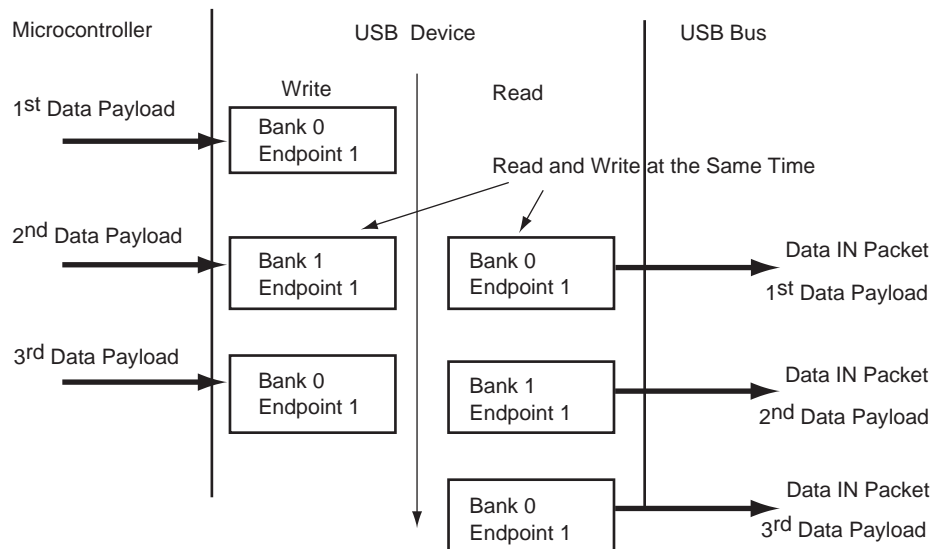 Microcontroller
USB Device
USB Bus
Write
Read
1st Data Payload
Bank 0
Endpoint 1
Read and Write at the Same Time
2nd Data Payload
Bank 1
Endpoint 1
Bank 0
Endpoint 1
Data IN Packet
1st Data Payload
3rd Data Payload
Bank 0
Endpoint 1
Bank 1
Endpoint 1
Data IN Packet
2nd Data Payload
Bank 0
Endpoint 1
Data IN Packet
3rd Data Payload